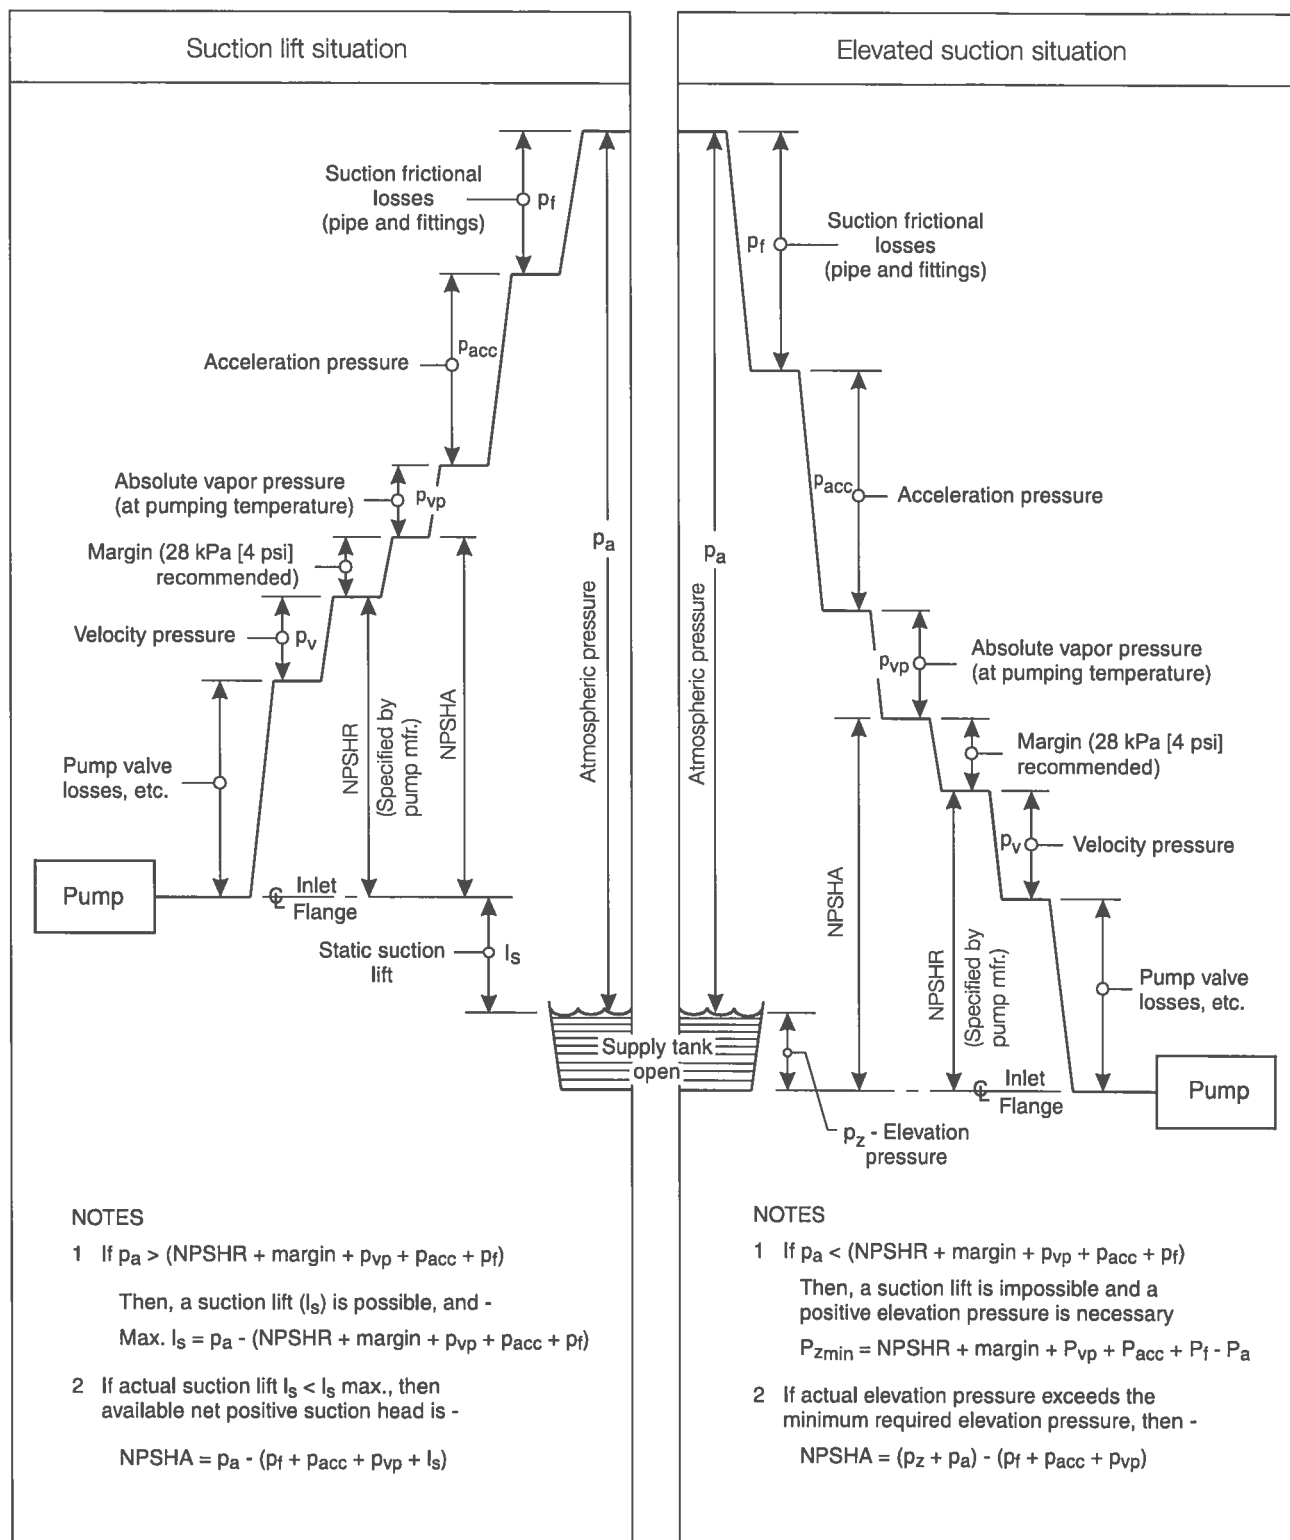 Suction lift situation
Suction frictional
losses
(pipe and fittings)
pf
Acceleration pressure
pacc
Absolute vapor pressure
(at pumping temperature)
pvp
Margin (28 kPa [4 psi]
recommended)
Velocity pressure
pv
Pump valve
losses, etc.
NPSHR
(Specified by
pump mfr.)
NPSHA
Atmospheric pressure
pa
Pump
℄ Inlet
Flange
Static suction
lift
ls
NOTES
1 If pa > (NPSHR + margin + pvp + pacc + pf)
Then, a suction lift (ls) is possible, and -
Max. ls = pa - (NPSHR + margin + pvp + pacc + pf)
2 If actual suction lift ls < ls max., then
available net positive suction head is -
NPSHA = pa - (pf + pacc + pvp + ls)
Supply tank
open
Elevated suction situation
pf
Suction frictional
losses
(pipe and fittings)
pacc
Acceleration pressure
pa
Atmospheric pressure
pvp
Absolute vapor pressure
(at pumping temperature)
Margin (28 kPa [4 psi]
recommended)
pv
Velocity pressure
NPSHA
NPSHR
(Specified by
pump mfr.)
Pump valve
losses, etc.
℄ Inlet
Flange
Pump
pz - Elevation
pressure
NOTES
1 If pa < (NPSHR + margin + pvp + pacc + pf)
Then, a suction lift is impossible and a
positive elevation pressure is necessary
Pzmin = NPSHR + margin + Pvp + Pacc + Pf - Pa
2 If actual elevation pressure exceeds the
minimum required elevation pressure, then -
NPSHA = (pz + pa) - (pf + pacc + pvp)